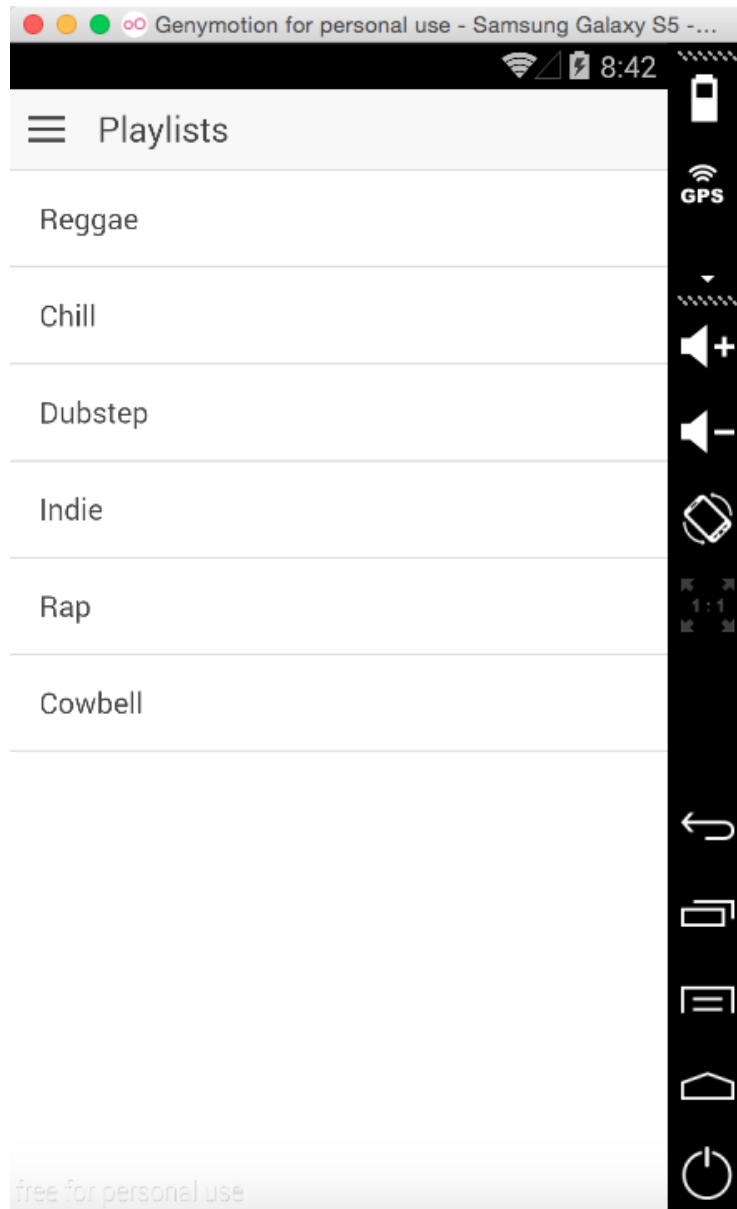 Genymotion for personal use - Samsung Galaxy S5 -...
8:42
Playlists
GPS
Reggae
Chill
Dubstep
Indie
Rap
1:1
Cowbell
free for personal use